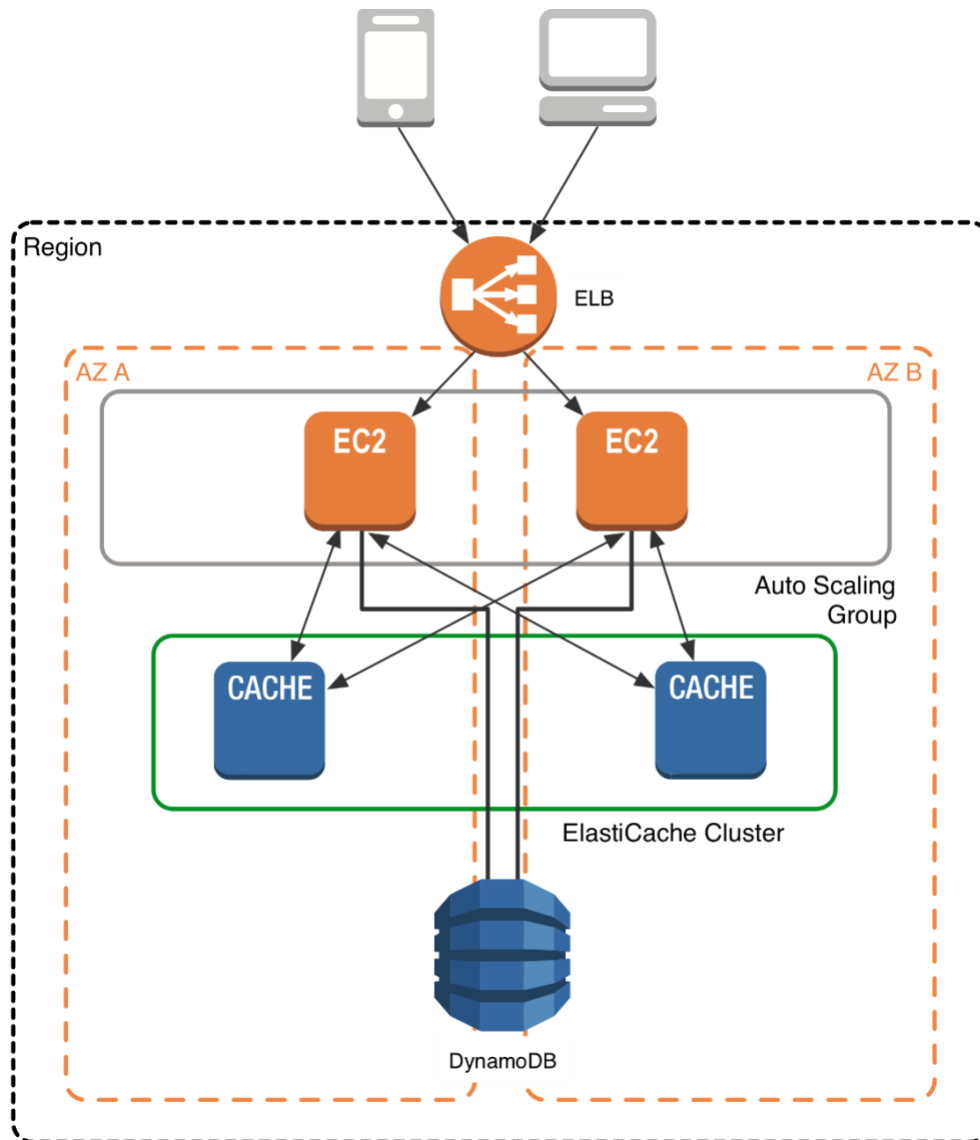 Region
ELB
AZ A
AZ B
EC2
EC2
Auto Scaling
Group
CACHE
CACHE
ElastiCache Cluster
DynamoDB